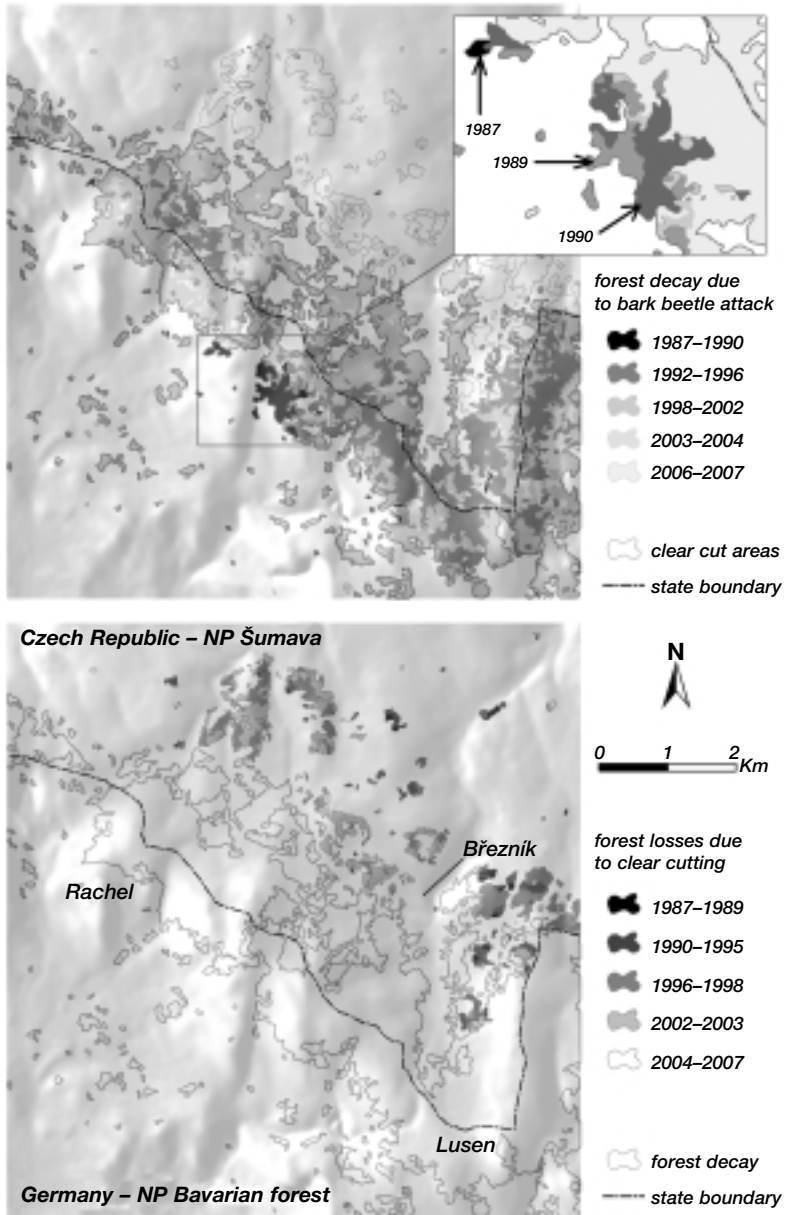 1987
1989
1990
forest decay due
to bark beetle attack
1987–1990
1992–1996
1998–2002
2003–2004
2006–2007
clear cut areas
state boundary
Czech Republic – NP Šumava
N
0 1 2
Km
Březník
Rachel
forest losses due
to clear cutting
1987–1989
1990–1995
1996–1998
2002–2003
2004–2007
Lusen
forest decay
Germany – NP Bavarian forest
state boundary